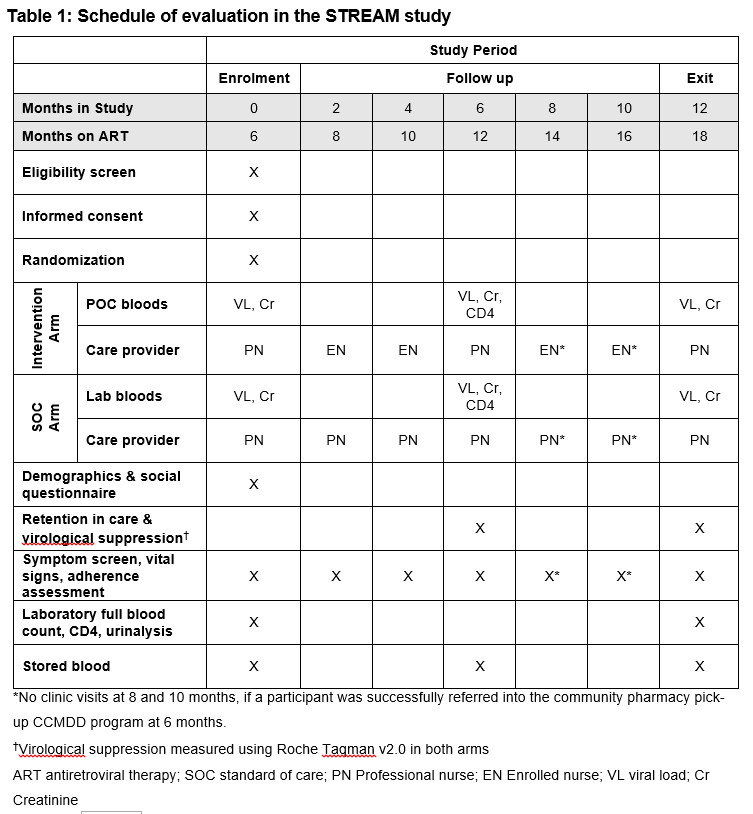 Table 1: Schedule of evaluation in the STREAM study
Study Period
Enrolment Follow up Exit
Months in Study 0 2 4 6 8 10 12
Months on ART 6 8 10 12 14 16 18
Eligibility screen X
Informed consent X
Randomization X
Intervention
Arm
POC bloods VL, Cr VL, Cr, VL, Cr
CD4
Care provider PN EN EN PN EN* EN* PN
SOC
Arm
Lab bloods VL, Cr VL, Cr, VL, Cr
CD4
Care provider PN PN PN PN PN* PN* PN
Demographics & social
questionnaire X
Retention in care &
virological suppression† X X
Symptom screen, vital
signs, adherence X X X X X* X* X
assessment
Laboratory full blood
count, CD4, urinalysis X X
Stored blood X X X
*No clinic visits at 8 and 10 months, if a participant was successfully referred into the community pharmacy pick-
up CCMDD program at 6 months.
†Virological suppression measured using Roche Taqman v2.0 in both arms
ART antiretroviral therapy; SOC standard of care; PN Professional nurse; EN Enrolled nurse; VL viral load; Cr
Creatinine